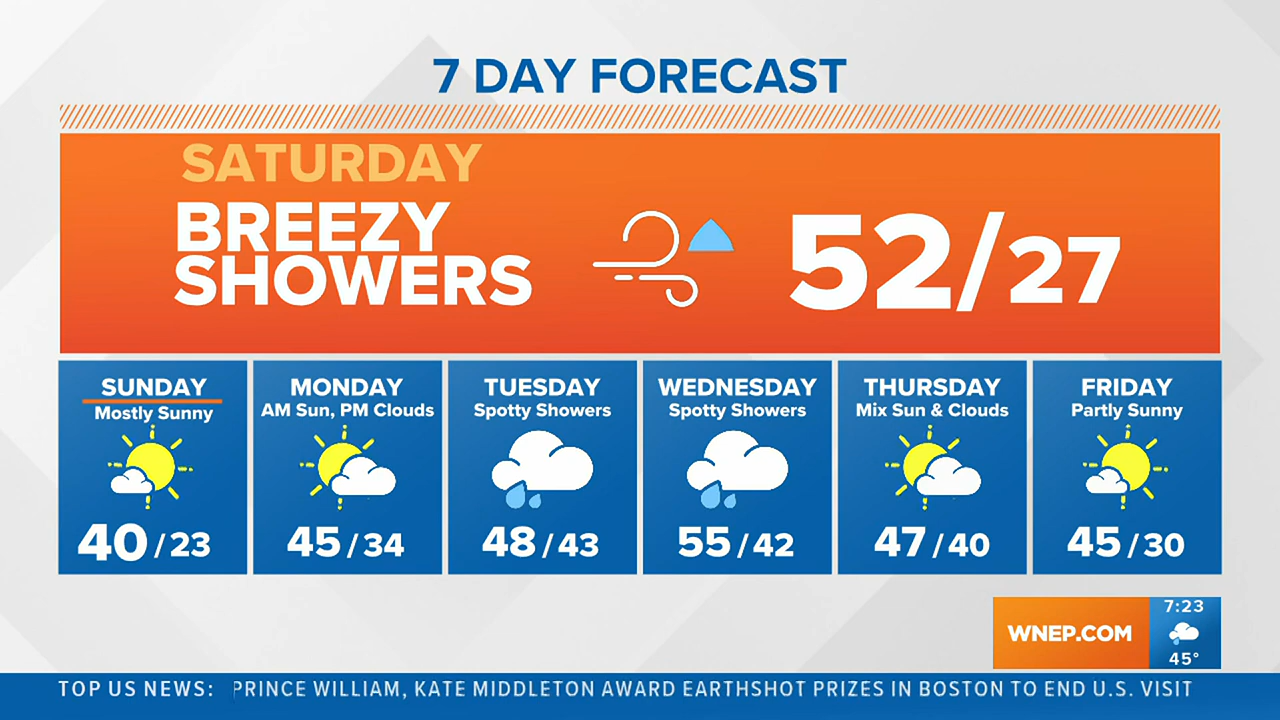 7 DAY FORECAST
SATURDAY
BREEZY
SHOWERS
52/27
SUNDAY
Mostly Sunny
40/23
MONDAY
AM Sun, PM Clouds
45/34
TUESDAY
Spotty Showers
48/43
WEDNESDAY
Spotty Showers
55/42
THURSDAY
Mix Sun & Clouds
47/40
FRIDAY
Partly Sunny
45/30
WNEP.COM
7:23
45°
TOP US NEWS: PRINCE WILLIAM, KATE MIDDLETON AWARD EARTHSHOT PRIZES IN BOSTON TO END U.S. VISIT